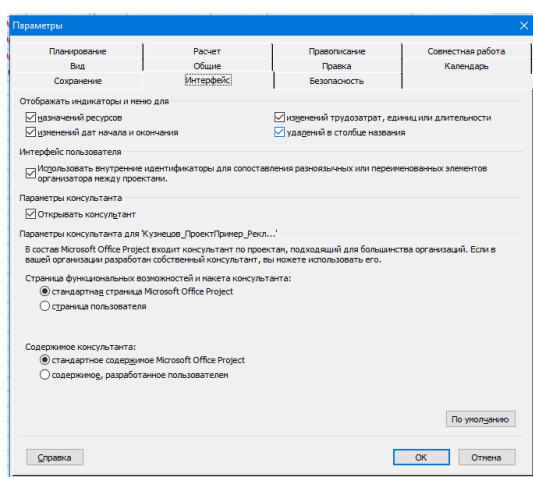 Параметры
Планирование Расчет Правописание Совместная работа
Вид Общие Правка Календарь
Сохранение Интерфейс Безопасность
Отображать индикаторы и меню для
назначений ресурсов изменений трудозатрат, единиц или длительности
изменений дат начала и окончания удалений в столбце названия
Интерфейс пользователя
Использовать внутренние идентификаторы для сопоставления разноязычных или переименованных элементов
организатора между проектами.
Параметры консультанта
Открывать консультант
Параметры консультанта для 'Кузнецов_ПроектПример_Рекл...'
В состав Microsoft Office Project входит консультант по проектам, подходящий для большинства организаций. Если в
вашей организации разработан собственный консультант, вы можете использовать его.
Страница функциональных возможностей и макета консультанта:
стандартная страница Microsoft Office Project
страница пользователя
Содержимое консультанта:
стандартное содержимое Microsoft Office Project
содержимое, разработанное пользователем
По умолчанию
Справка ОК Отмена